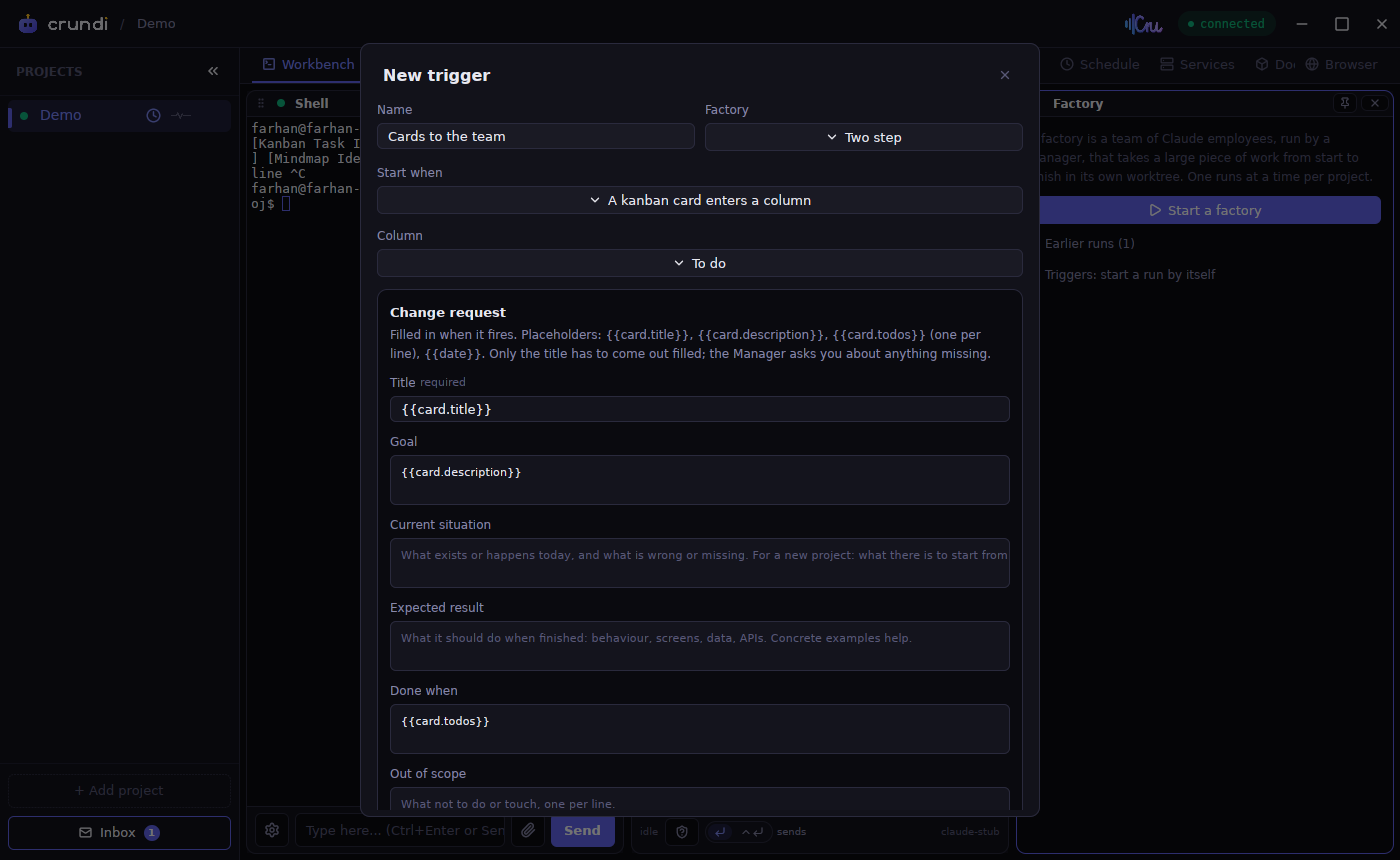 crundi / Demo
Cru
connected
PROJECTS
Workbench
Schedule
Services
Doc
Browser
Demo
Shell
farhan@farhan-
[Kanban Task I
] [Mindmap Ide
line ^C
farhan@farhan-
oj$
New trigger
Name
Factory
Cards to the team
Two step
Start when
A kanban card enters a column
Column
To do
Change request
Filled in when it fires. Placeholders: {{card.title}}, {{card.description}}, {{card.todos}} (one per
line), {{date}}. Only the title has to come out filled; the Manager asks you about anything missing.
Title required
{{card.title}}
Goal
{{card.description}}
Current situation
What exists or happens today, and what is wrong or missing. For a new project: what there is to start from
Expected result
What it should do when finished: behaviour, screens, data, APIs. Concrete examples help.
Done when
{{card.todos}}
Out of scope
What not to do or touch, one per line.
Factory
factory is a team of Claude employees, run by a
anager, that takes a large piece of work from start to
nish in its own worktree. One runs at a time per project.
Start a factory
Earlier runs (1)
Triggers: start a run by itself
+ Add project
Inbox 1
Type here... (Ctrl+Enter or Sen
Send
idle
sends
claude-stub